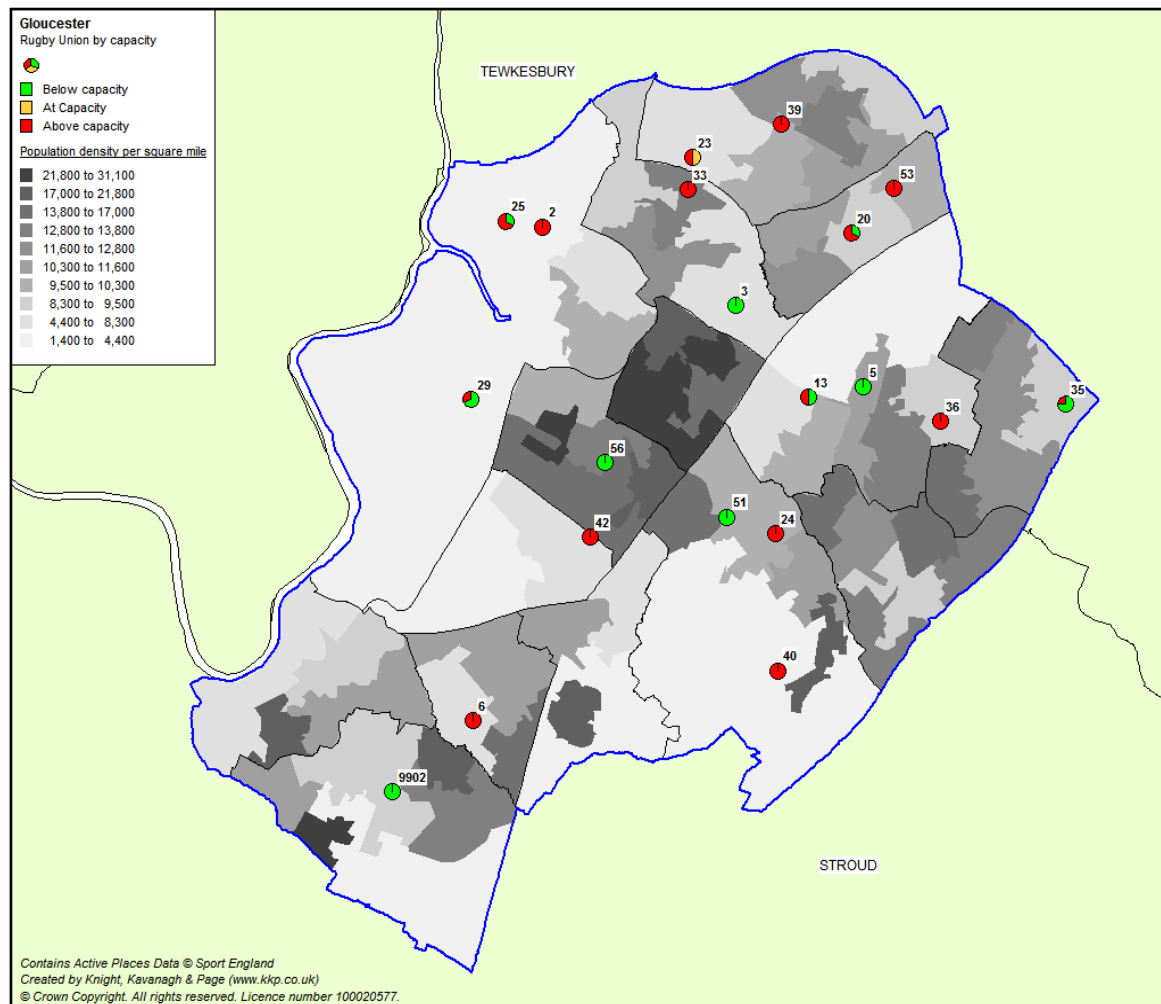 Gloucester
Rugby Union by capacity
Below capacity
At Capacity
Above capacity
Population density per square mile
21,800 to 31,100
17,000 to 21,800
13,800 to 17,000
12,800 to 13,800
11,600 to 12,800
10,300 to 11,600
9,500 to 10,300
8,300 to 9,500
4,400 to 8,300
1,400 to 4,400
TEWKESBURY
39
23
33
53
25
2
20
3
29
13
5
36
35
56
51
42
24
40
6
9902
STROUD
Contains Active Places Data © Sport England
Created by Knight, Kavanagh & Page (www.kkp.co.uk)
© Crown Copyright. All rights reserved. Licence number 100020577.